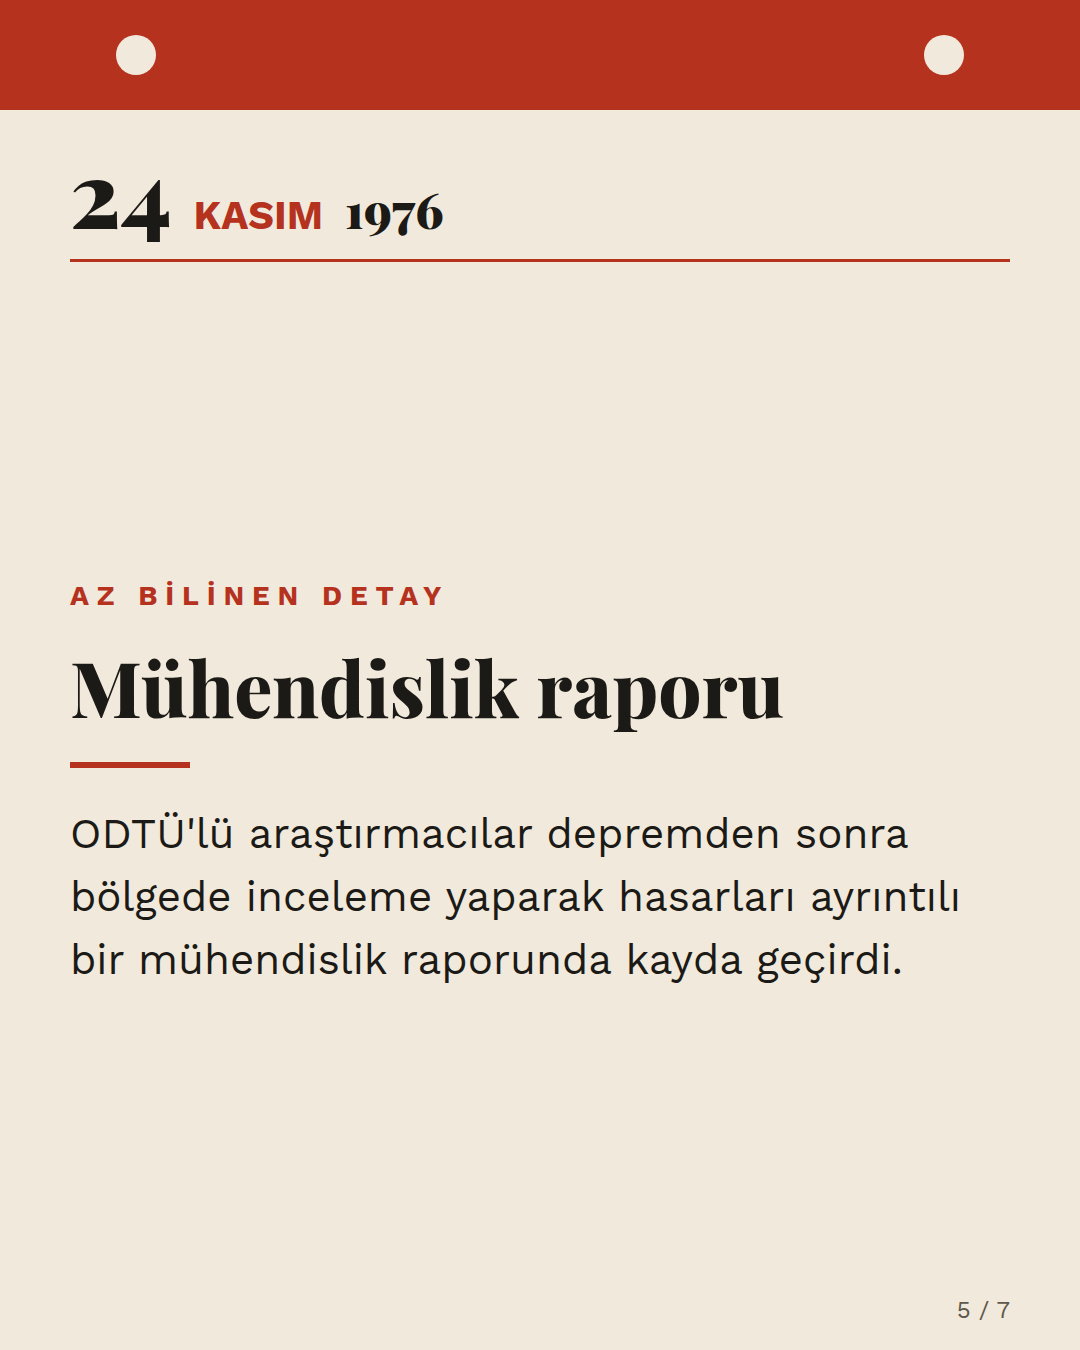 24 KASIM 1976
AZ BİLİNEN DETAY
Mühendislik raporu
ODTÜ'lü araştırmacılar depremden sonra
bölgede inceleme yaparak hasarları ayrıntılı
bir mühendislik raporunda kayda geçirdi.
5 / 7